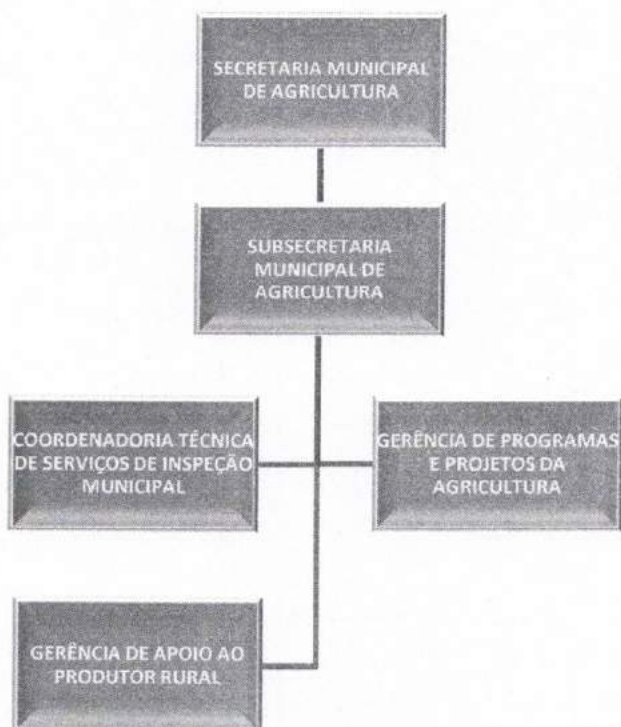 SECRETARIA MUNICIPAL
DE AGRICULTURA
SUBSECRETARIA
MUNICIPAL DE
AGRICULTURA
COORDENADORIA TÉCNICA
DE SERVIÇOS DE INSPEÇÃO
MUNICIPAL
GERÊNCIA DE PROGRAMAS
E PROJETOS DA
AGRICULTURA
GERÊNCIA DE APOIO AO
PRODUTOR RURAL